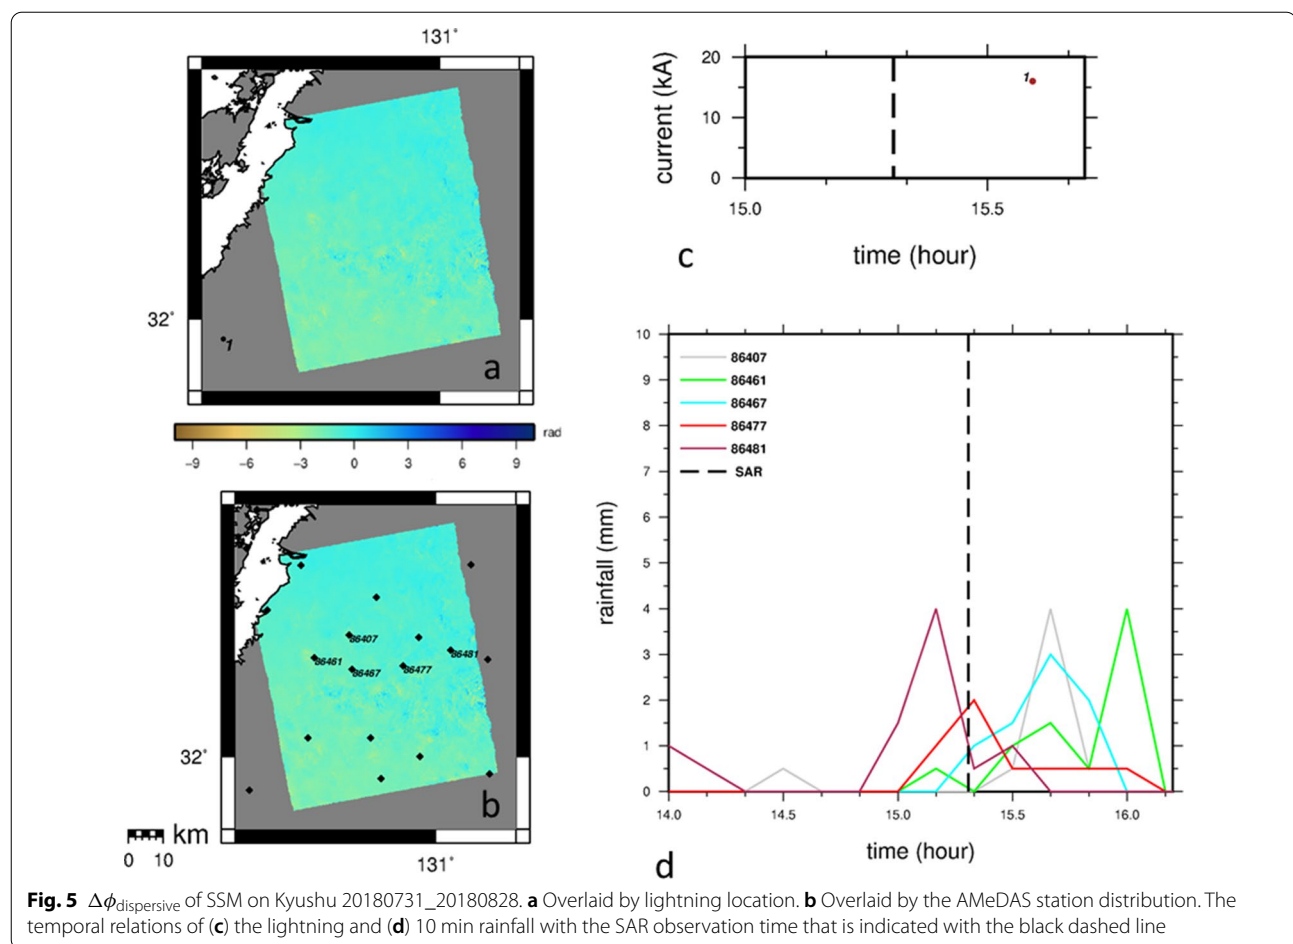 131°
32°
1
a
−9 −6 −3 0 3 6 9 rad
86407
86461
86467
86477
86481
32°
b
km
0 10
131°
current (kA)
20
10
0
1
15.0 15.5
time (hour)
c
rainfall (mm)
10
9
8
7
6
5
4
3
2
1
0
86407
86461
86467
86477
86481
SAR
14.0 14.5 15.0 15.5 16.0
time (hour)
d
Fig. 5 Δϕdispersive of SSM on Kyushu 20180731_20180828. a Overlaid by lightning location. b Overlaid by the AMeDAS station distribution. The
temporal relations of (c) the lightning and (d) 10 min rainfall with the SAR observation time that is indicated with the black dashed line